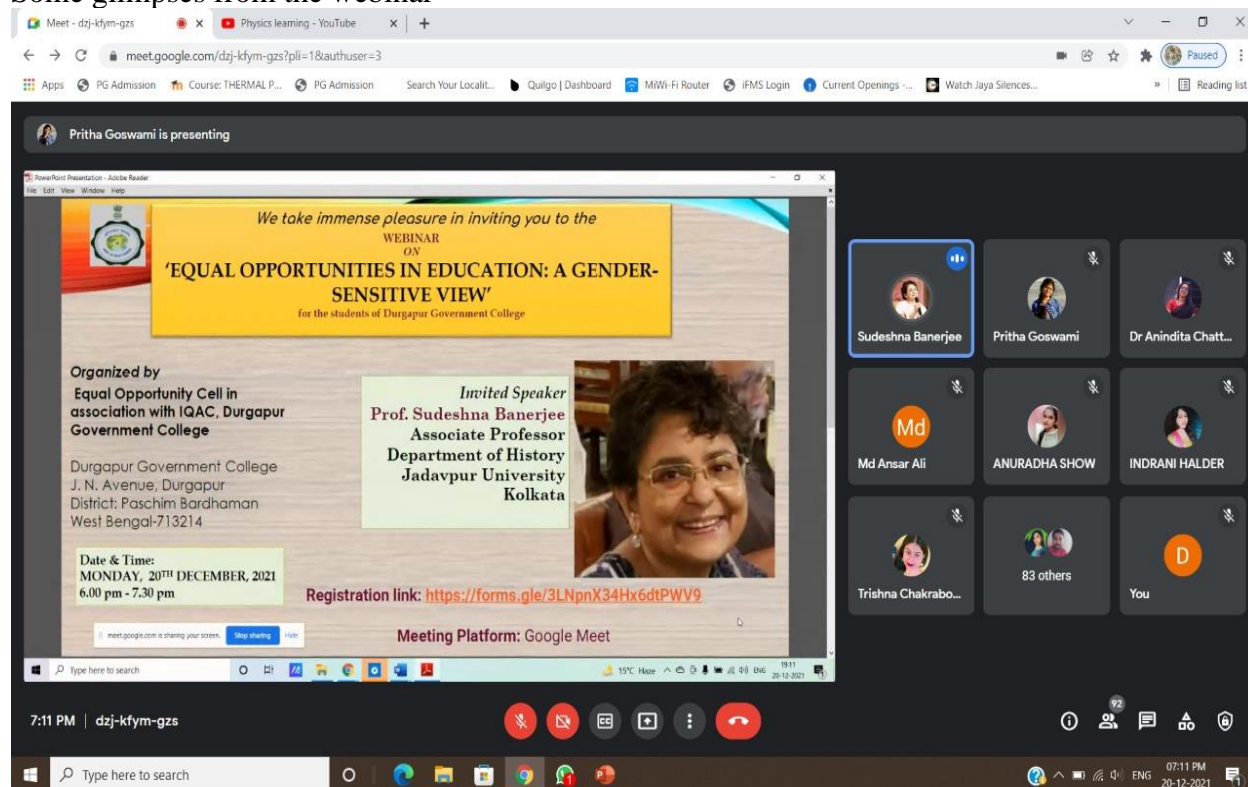 Some glimpses from the webinar
Meet - dzj-kfym-gzs
Physics learning - YouTube
meet.google.com/dzj-kfym-gzs?pli=1&authuser=3
Paused
Apps PG Admission Course: THERMAL P... PG Admission Search Your Localit... Quilgo | Dashboard MiWi-Fi Router iFMS Login Current Openings -... Watch Jaya Silences... » Reading list
Pritha Goswami is presenting
PowerPoint Presentation - Adobe Reader
File Edit View Window Help
We take immense pleasure in inviting you to the
WEBINAR
ON
‘EQUAL OPPORTUNITIES IN EDUCATION: A GENDER-
SENSITIVE VIEW’
for the students of Durgapur Government College
Organized by
Equal Opportunity Cell in
association with IQAC, Durgapur
Government College
Durgapur Government College
J. N. Avenue, Durgapur
District: Paschim Bardhaman
West Bengal-713214
Date & Time:
MONDAY, 20TH DECEMBER, 2021
6.00 pm - 7.30 pm
Invited Speaker
Prof. Sudeshna Banerjee
Associate Professor
Department of History
Jadavpur University
Kolkata
Registration link: https://forms.gle/3LNpnX34Hx6dtPWV9
Meeting Platform: Google Meet
meet.google.com is sharing your screen. Stop sharing Hide
Type here to search
15°C Haze ENG 19:11
20-12-2021
Sudeshna Banerjee
Pritha Goswami
Dr Anindita Chatt...
Md
Md Ansar Ali
ANURADHA SHOW
INDRANI HALDER
Trishna Chakrabo...
83 others
D
You
7:11 PM | dzj-kfym-gzs
CC
92
Type here to search
ENG 07:11 PM
20-12-2021